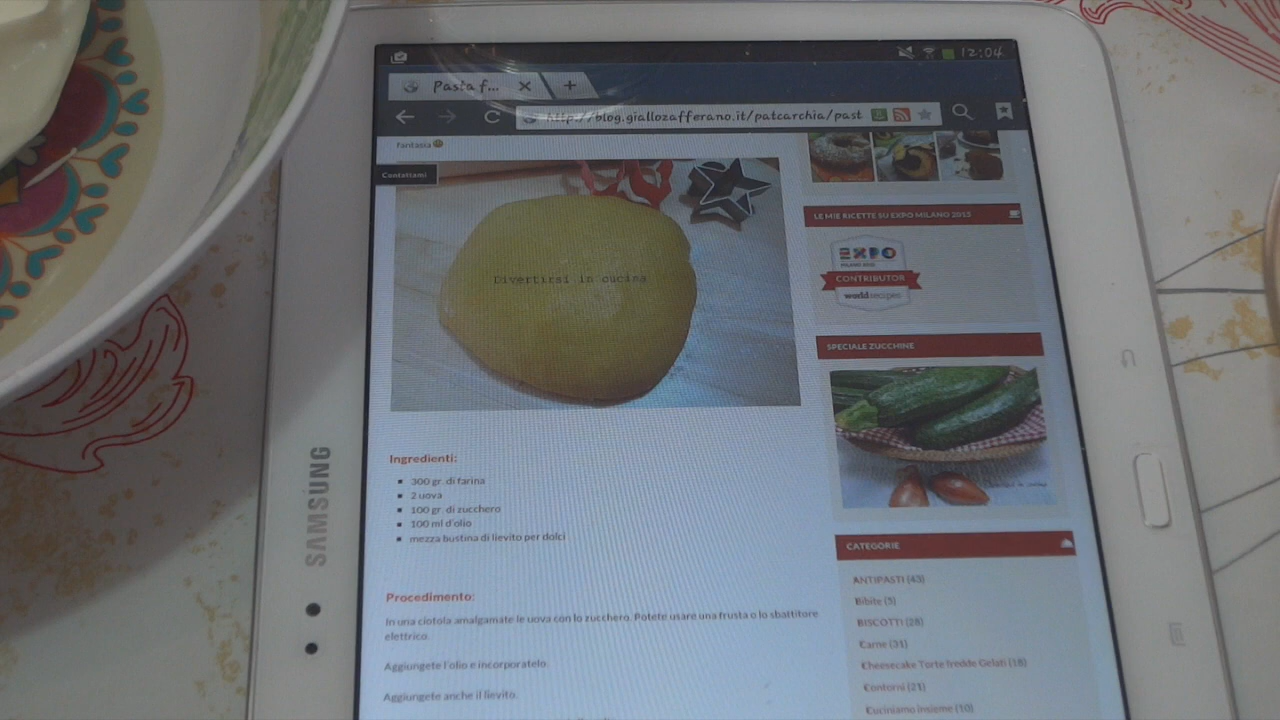 12:04
Pasta f...
http://blog.giallozafferano.it/patcarchia/past
Fantasia
Contattami
Divertirsi in cucina
Ingredienti:
300 gr. di farina
2 uova
100 gr. di zucchero
100 ml d'olio
mezza bustina di lievito per dolci
Procedimento:
In una ciotola amalgamate le uova con lo zucchero. Potete usare una frusta o lo sbattitore
elettrico.
Aggiungete l'olio e incorporatelo.
Aggiungete anche il lievito.
LE MIE RICETTE SU EXPO MILANO 2015
EXPO
MILANO 2015
CONTRIBUTOR
worldrecipes
SPECIALE ZUCCHINE
CATEGORIE
ANTIPASTI (43)
Bibite (5)
BISCOTTI (28)
Carne (31)
Cheesecake Torte fredde Gelati (18)
Contorni (21)
Cuciniamo insieme (10)
SAMSUNG